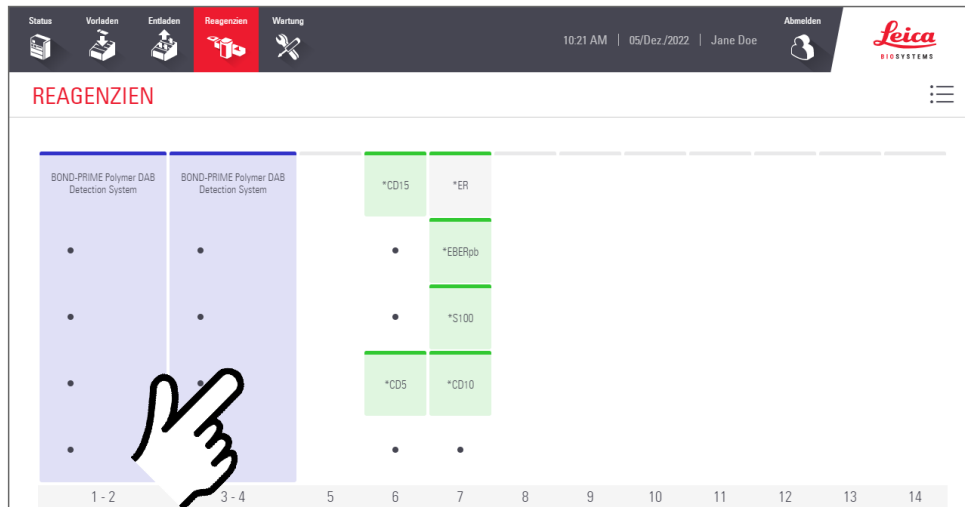 Status Vorladen Entladen Reagenzien Wartung Abmelden
10:21 AM | 05/Dez./2022 | Jane Doe
Leica
BIOSYSTEMS
REAGENZIEN
BOND-PRIME Polymer DAB
Detection System
BOND-PRIME Polymer DAB
Detection System
*CD15 *ER
*EBERpb
*S100
*CD5 *CD10
1 - 2 3 - 4 5 6 7 8 9 10 11 12 13 14